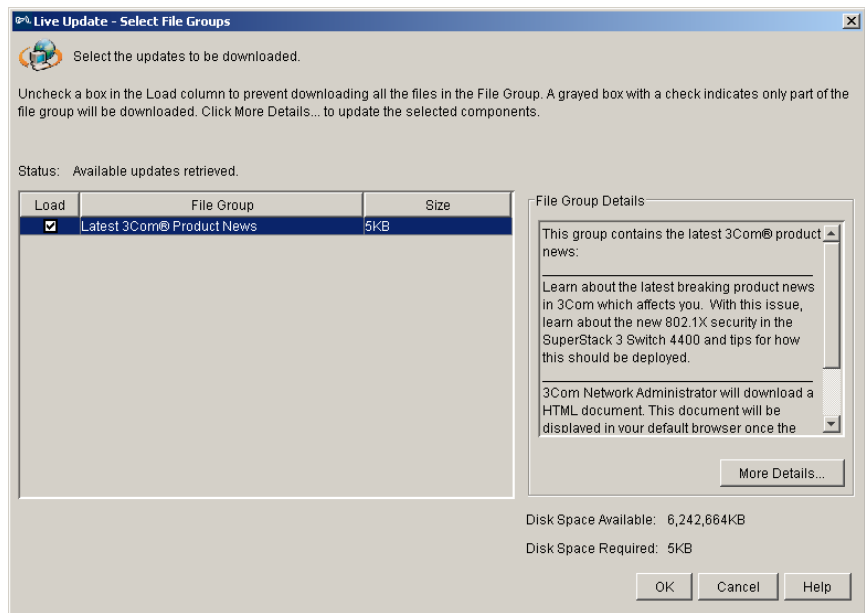 Live Update - Select File Groups
Select the updates to be downloaded.
Uncheck a box in the Load column to prevent downloading all the files in the File Group. A grayed box with a check indicates only part of the
file group will be downloaded. Click More Details... to update the selected components.
Status: Available updates retrieved.
Load File Group Size
Latest 3Com® Product News 5KB
File Group Details
This group contains the latest 3Com® product
news:
Learn about the latest breaking product news
in 3Com which affects you. With this issue,
learn about the new 802.1X security in the
SuperStack 3 Switch 4400 and tips for how
this should be deployed.
3Com Network Administrator will download a
HTML document. This document will be
displayed in your default browser once the
More Details...
Disk Space Available: 6,242,664KB
Disk Space Required: 5KB
OK Cancel Help